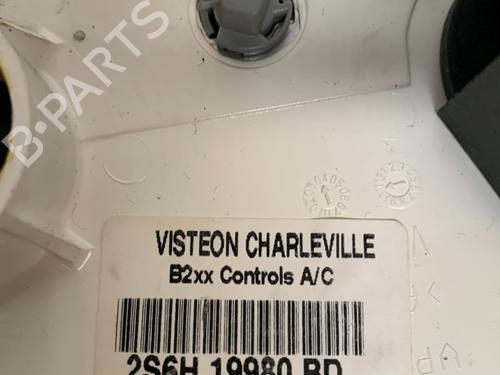 B-PARTS
VISTEON CHARLEVILLE
B2xx Controls A/C
2S6H 19980 BD